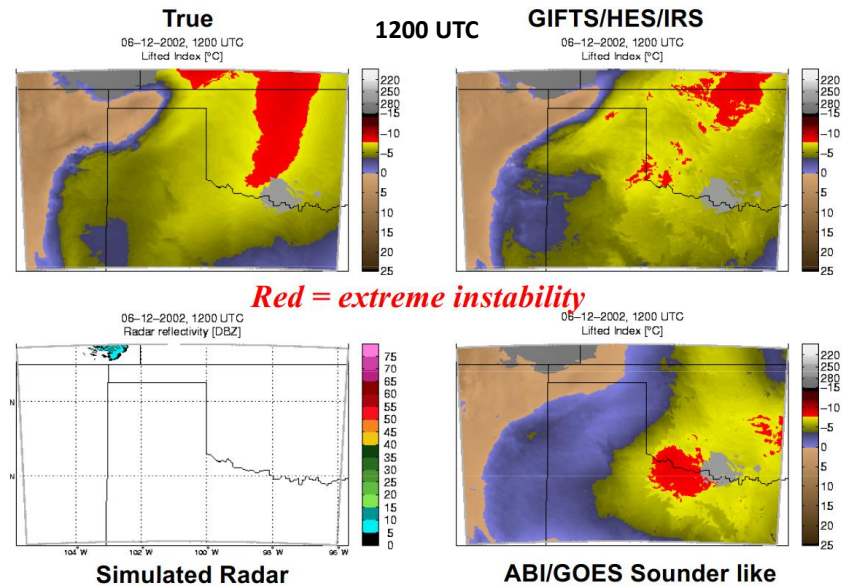 True
1200 UTC
GIFTS/HES/IRS
06–12–2002, 1200 UTC
Lifted Index [°C]
220
250
280
–15
–10
–5
0
5
10
15
20
25
06–12–2002, 1200 UTC
Lifted Index [°C]
220
250
280
–15
–10
–5
0
5
10
15
20
25
Red = extreme instability
06–12–2002, 1200 UTC
Radar reflectivity [DBZ]
75
70
65
60
55
50
45
40
35
30
25
20
15
10
5
0
N
N
104°W
102°W
100°W
98°W
96°W
06–12–2002, 1200 UTC
Lifted Index [°C]
220
250
280
–15
–10
–5
0
5
10
15
20
25
Simulated Radar
ABI/GOES Sounder like